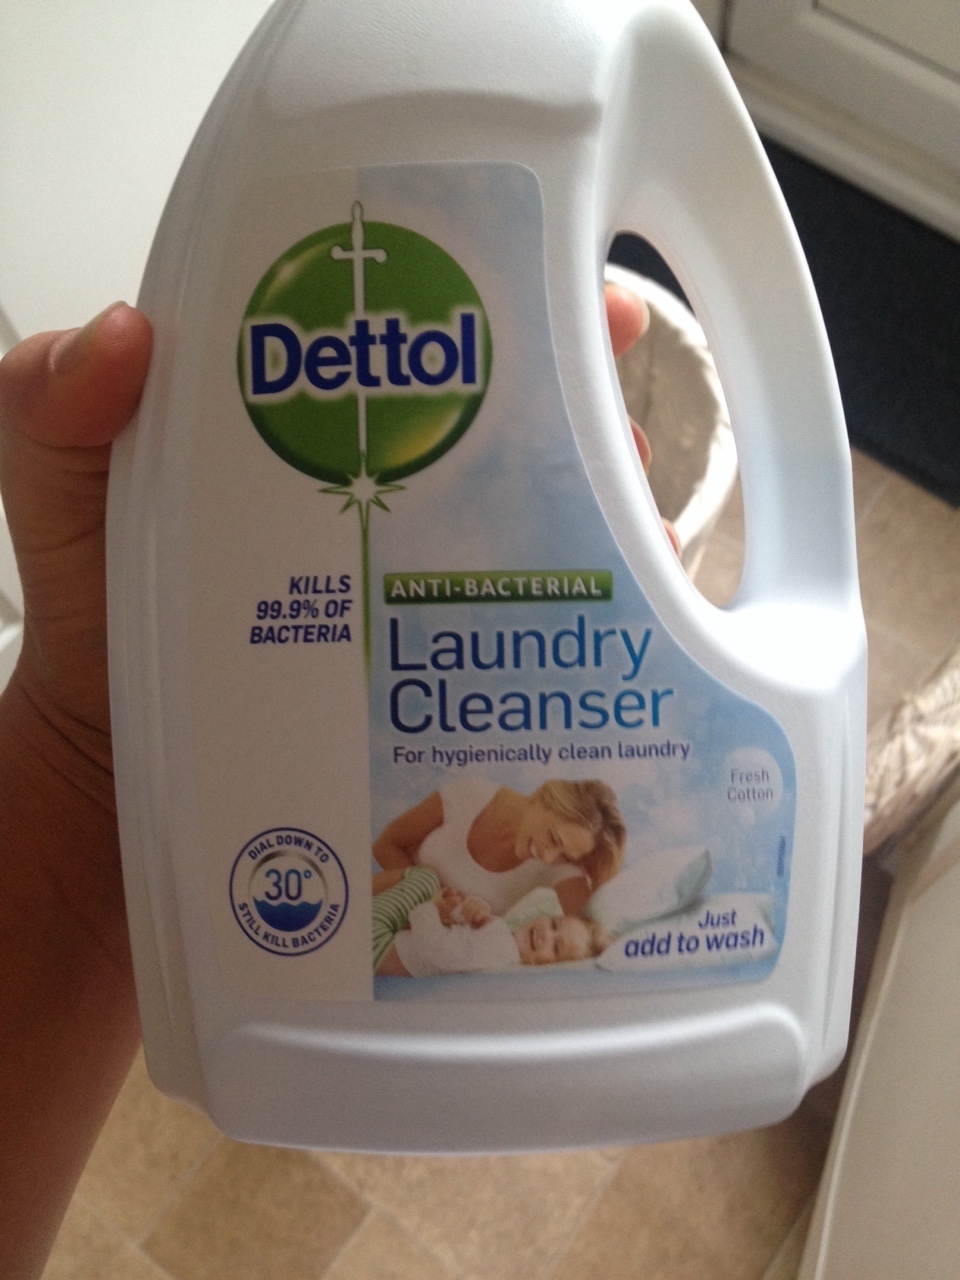 Dettol
KILLS
99.9% OF
BACTERIA
ANTI-BACTERIAL
Laundry
Cleanser
For hygienically clean laundry
Fresh
Cotton
DIAL DOWN TO
30°
STILL KILL BACTERIA
Just
add to wash